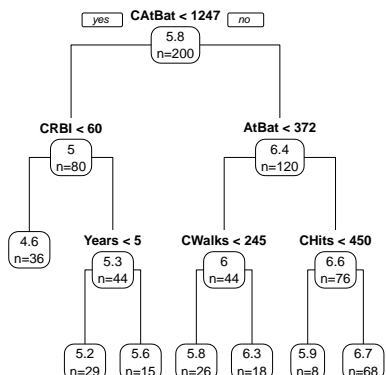 yes CAtBat < 1247 no
5.8
n=200
CRBI < 60 AtBat < 372
5 6.4
n=80 n=120
Years < 5 CWalks < 245 CHits < 450
4.6 5.3 6 6.6
n=36 n=44 n=44 n=76
5.2 5.6 5.8 6.3 5.9 6.7
n=29 n=15 n=26 n=18 n=8 n=68